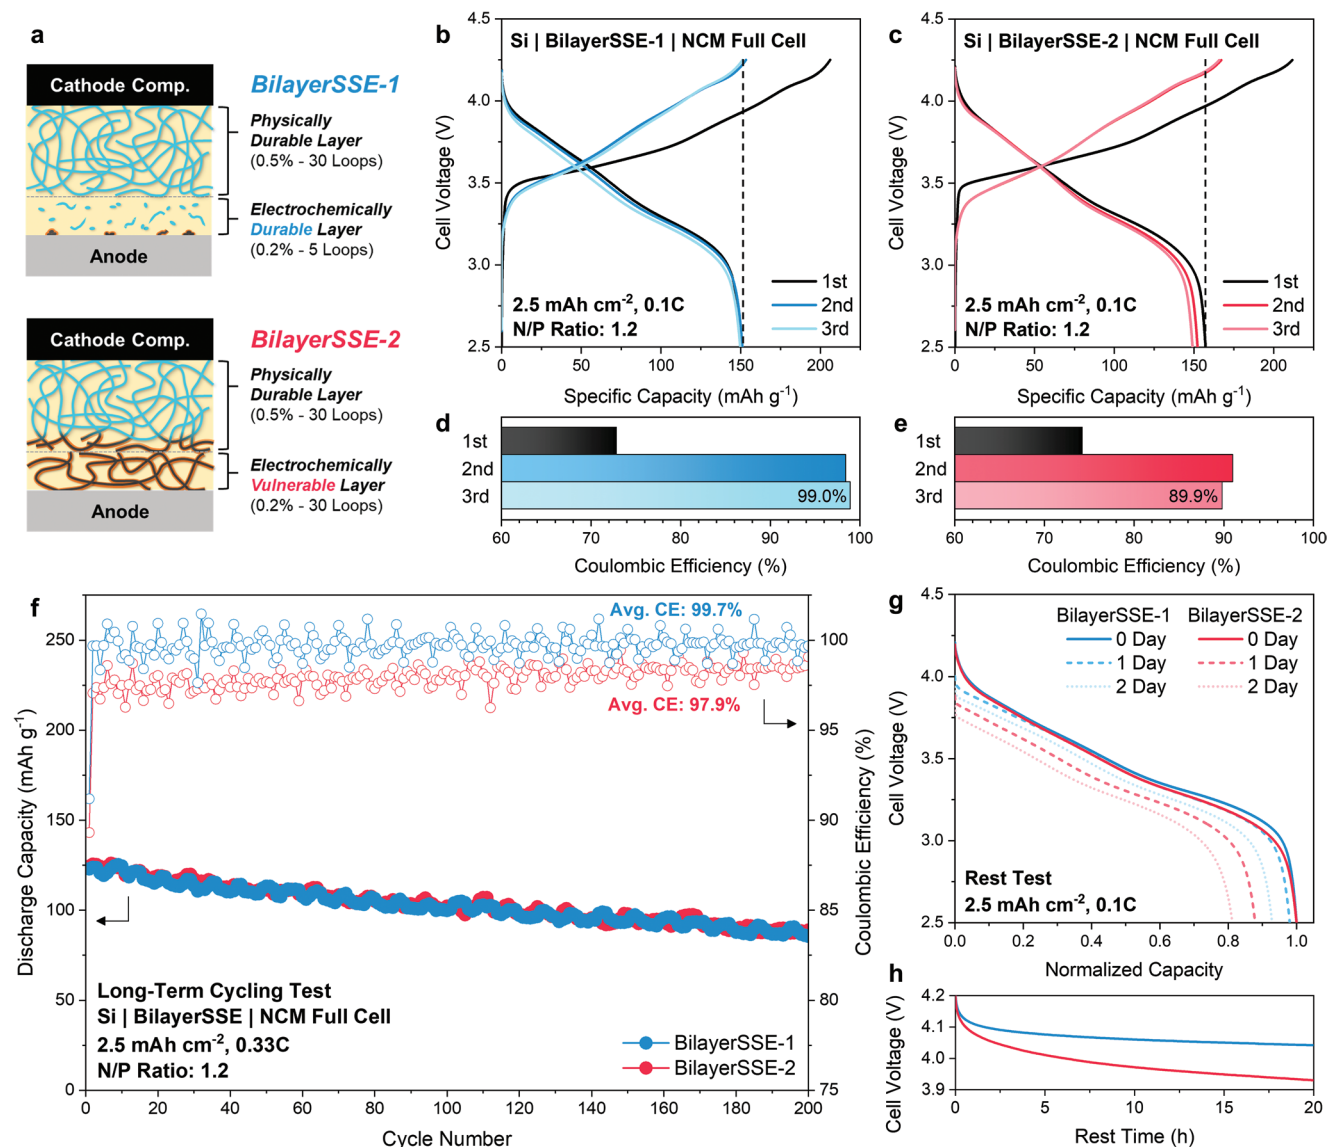 a
Cathode Comp.
BilayerSSE-1
Physically
Durable Layer
(0.5% - 30 Loops)
Electrochemically
Durable Layer
(0.2% - 5 Loops)
Anode
Cathode Comp.
BilayerSSE-2
Physically
Durable Layer
(0.5% - 30 Loops)
Electrochemically
Vulnerable Layer
(0.2% - 30 Loops)
Anode
b
Si | BilayerSSE-1 | NCM Full Cell
4.5
4.0
3.5
3.0
2.5
Cell Voltage (V)
1st
2nd
3rd
2.5 mAh cm⁻², 0.1C
N/P Ratio: 1.2
0 50 100 150 200
Specific Capacity (mAh g⁻¹)
c
Si | BilayerSSE-2 | NCM Full Cell
4.5
4.0
3.5
3.0
2.5
Cell Voltage (V)
1st
2nd
3rd
2.5 mAh cm⁻², 0.1C
N/P Ratio: 1.2
0 50 100 150 200
Specific Capacity (mAh g⁻¹)
d
1st
2nd
3rd
99.0%
60 70 80 90 100
Coulombic Efficiency (%)
e
1st
2nd
3rd
89.9%
60 70 80 90 100
Coulombic Efficiency (%)
f
Avg. CE: 99.7%
Avg. CE: 97.9%
250
200
150
100
50
0
Discharge Capacity (mAh g⁻¹)
100
95
90
85
80
75
Coulombic Efficiency (%)
Long-Term Cycling Test
Si | BilayerSSE | NCM Full Cell
2.5 mAh cm⁻², 0.33C
N/P Ratio: 1.2
BilayerSSE-1
BilayerSSE-2
0 20 40 60 80 100 120 140 160 180 200
Cycle Number
g
4.5
4.0
3.5
3.0
2.5
Cell Voltage (V)
BilayerSSE-1 BilayerSSE-2
0 Day 0 Day
1 Day 1 Day
2 Day 2 Day
Rest Test
2.5 mAh cm⁻², 0.1C
0.0 0.2 0.4 0.6 0.8 1.0
Normalized Capacity
h
4.2
4.1
4.0
3.9
Cell Voltage (V)
0 5 10 15 20
Rest Time (h)